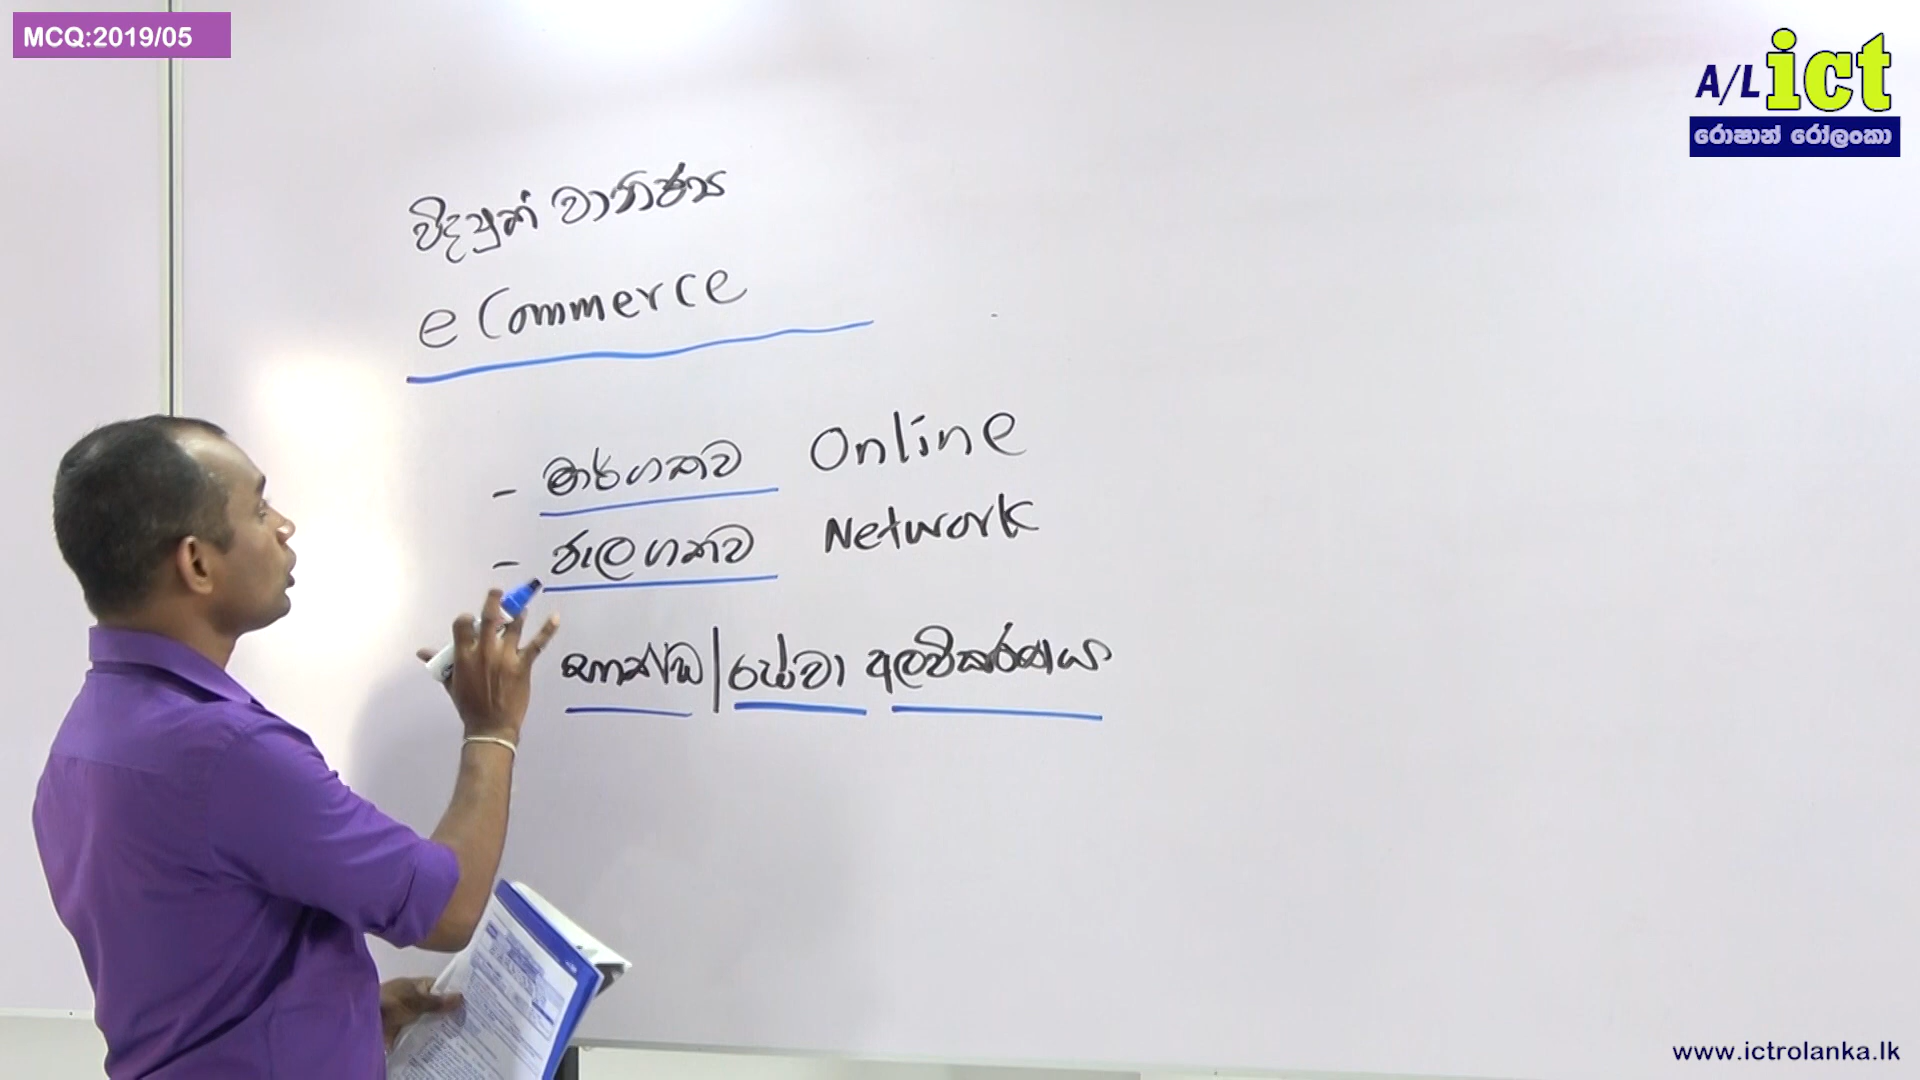 MCQ:2019/05
A/L ict
රොෂාන් රෝලංකා
විද්‍යුත් වාණිජ්‍ය
e Commerce
- මාර්ගගතව Online
- ජාලගතව Network
භාණ්ඩ | සේවා අලෙවිකරණය
www.ictrolanka.lk